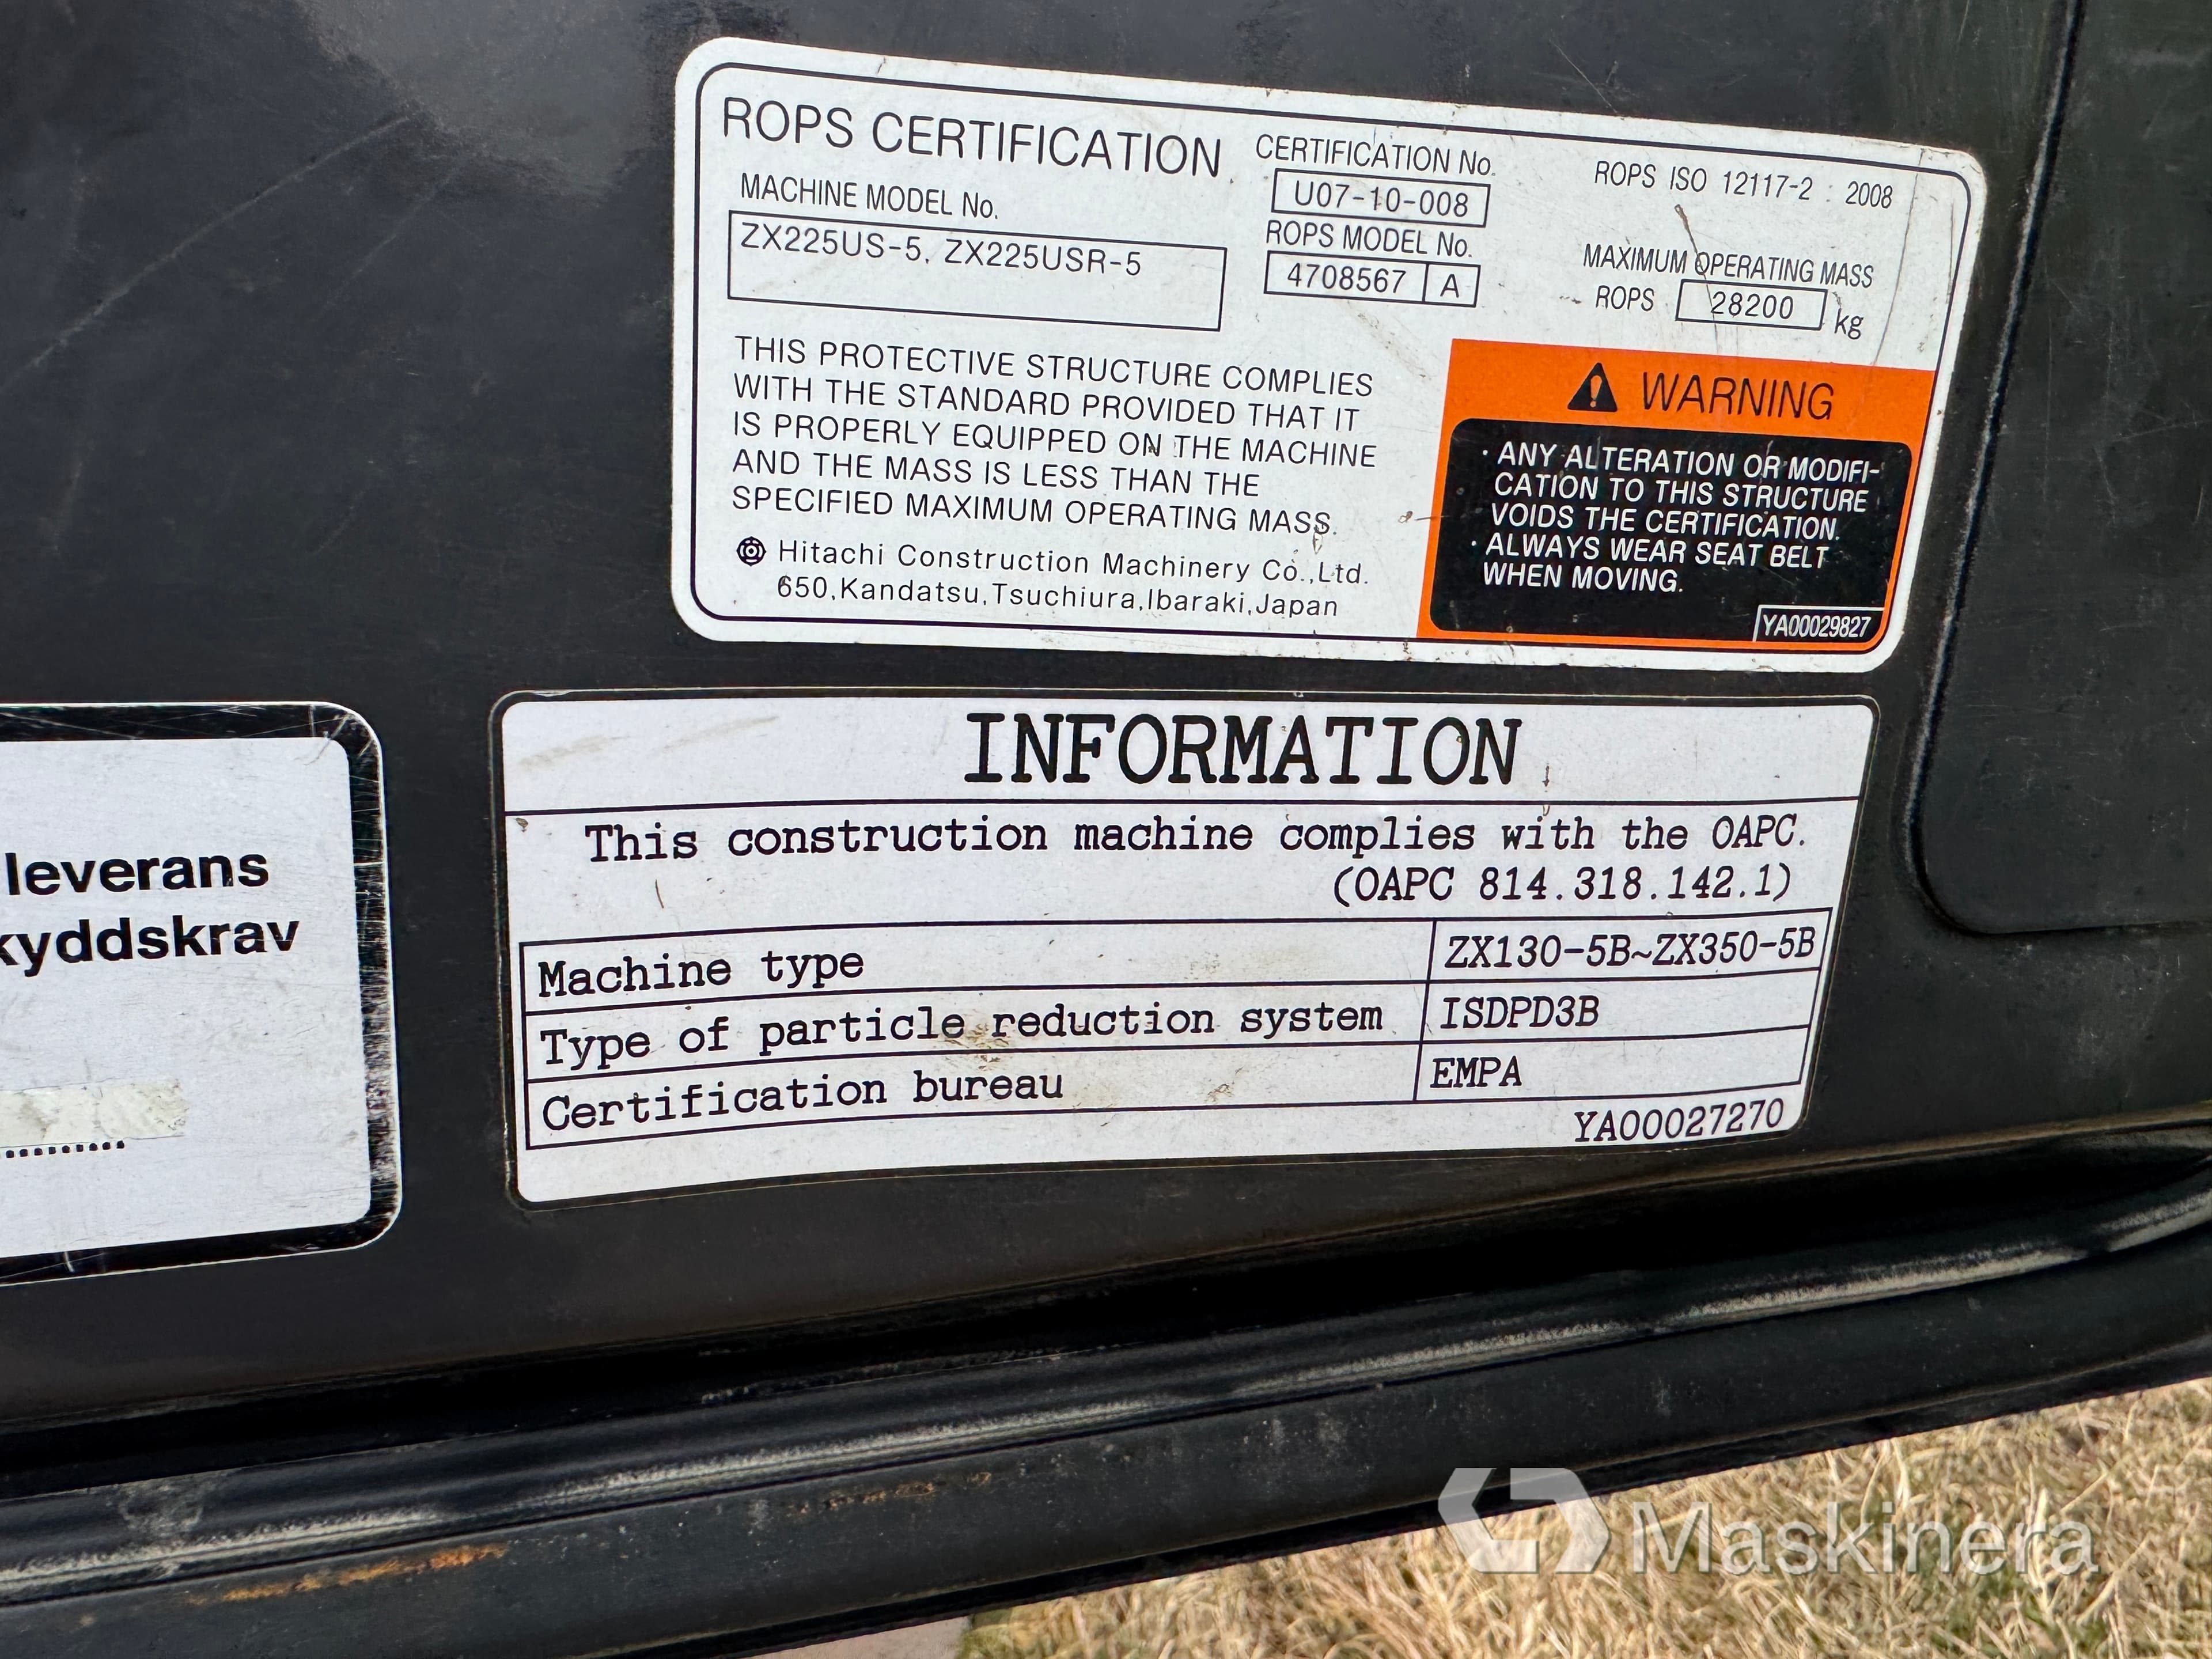 ROPS CERTIFICATION
CERTIFICATION No.
U07-10-008
ROPS ISO 12117-2 : 2008
MACHINE MODEL No.
ZX225US-5, ZX225USR-5
ROPS MODEL No.
4708567 A
MAXIMUM OPERATING MASS
ROPS 28200 kg
THIS PROTECTIVE STRUCTURE COMPLIES
WITH THE STANDARD PROVIDED THAT IT
IS PROPERLY EQUIPPED ON THE MACHINE
AND THE MASS IS LESS THAN THE
SPECIFIED MAXIMUM OPERATING MASS.
Hitachi Construction Machinery Co.,Ltd.
650,Kandatsu,Tsuchiura,Ibaraki,Japan
WARNING
· ANY ALTERATION OR MODIFI-
CATION TO THIS STRUCTURE
VOIDS THE CERTIFICATION.
· ALWAYS WEAR SEAT BELT
WHEN MOVING.
YA00029827
leverans
kyddskrav
INFORMATION
This construction machine complies with the OAPC.
(OAPC 814.318.142.1)
Machine type ZX130-5B~ZX350-5B
Type of particle reduction system ISDPD3B
Certification bureau EMPA
YA00027270
Maskinera